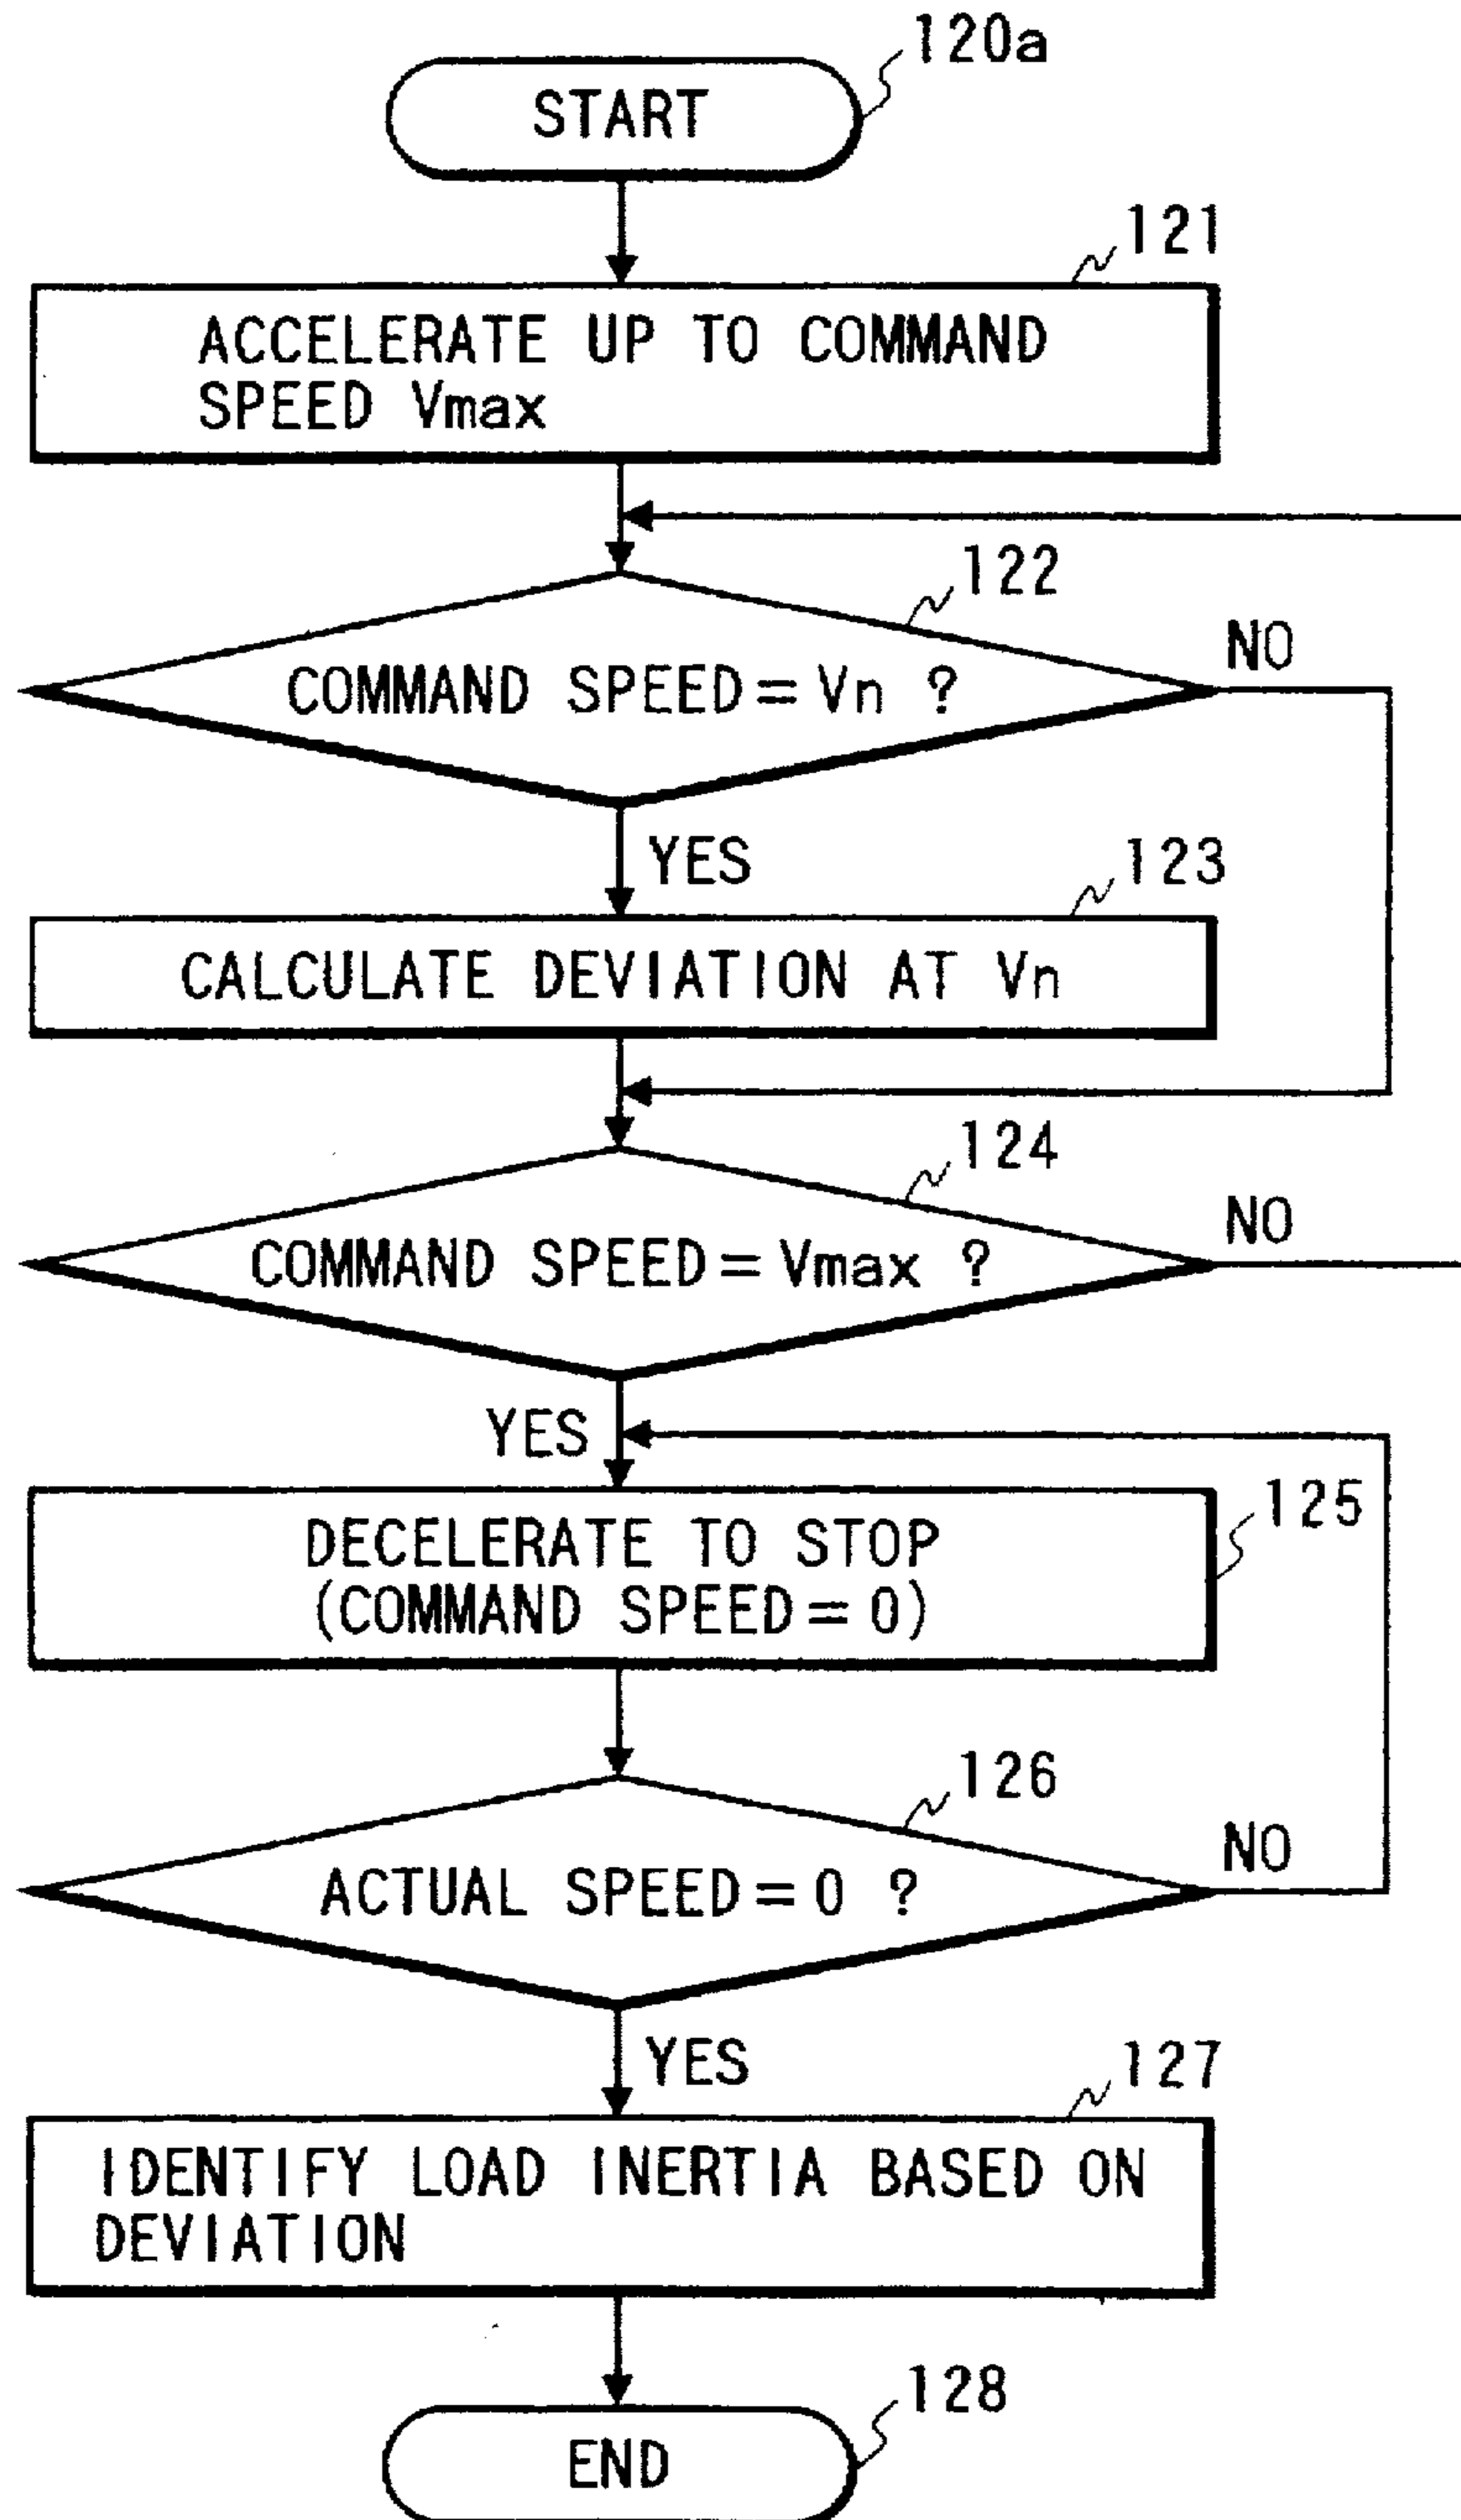 120a
START
121
ACCELERATE UP TO COMMAND
SPEED Vmax
122
COMMAND SPEED = Vn ?
NO
YES
123
CALCULATE DEVIATION AT Vn
124
COMMAND SPEED = Vmax ?
NO
YES
125
DECELERATE TO STOP
(COMMAND SPEED = 0)
126
ACTUAL SPEED = 0 ?
NO
YES
127
IDENTIFY LOAD INERTIA BASED ON
DEVIATION
128
END